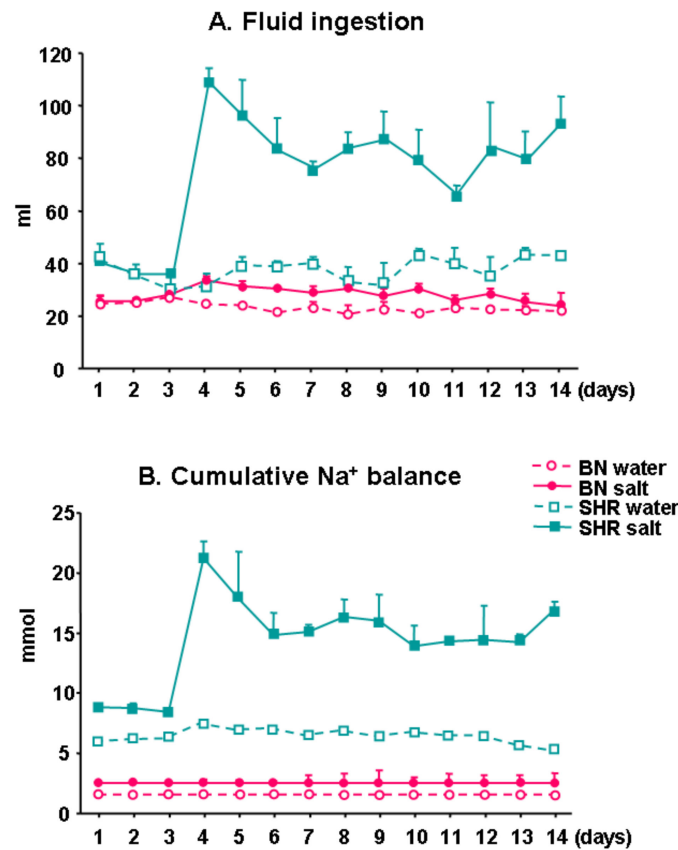 A. Fluid ingestion
120
100
80
60
40
20
0
ml
1 2 3 4 5 6 7 8 9 10 11 12 13 14 (days)
B. Cumulative Na⁺ balance
BN water
BN salt
SHR water
SHR salt
25
20
15
10
5
0
mmol
1 2 3 4 5 6 7 8 9 10 11 12 13 14 (days)